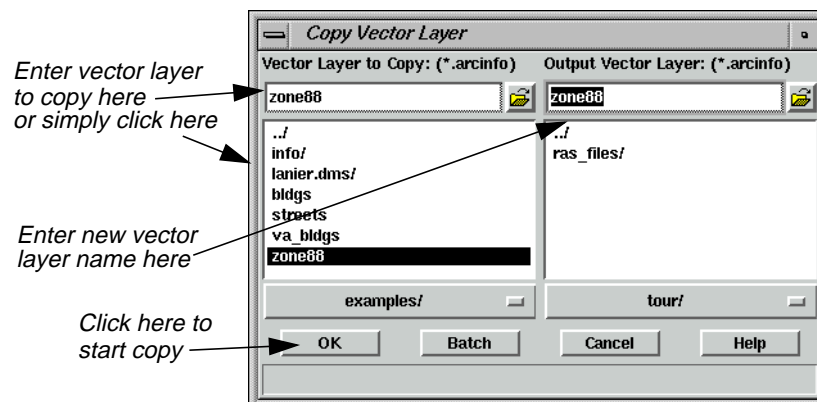 Copy Vector Layer
Vector Layer to Copy: (*.arcinfo)
Output Vector Layer: (*.arcinfo)
Enter vector layer
to copy here
or simply click here
zone88
zone88
../
info/
lanier.dms/
bldgs
streets
va_bldgs
zone88
../
ras_files/
Enter new vector
layer name here
examples/
tour/
Click here to
start copy
OK
Batch
Cancel
Help